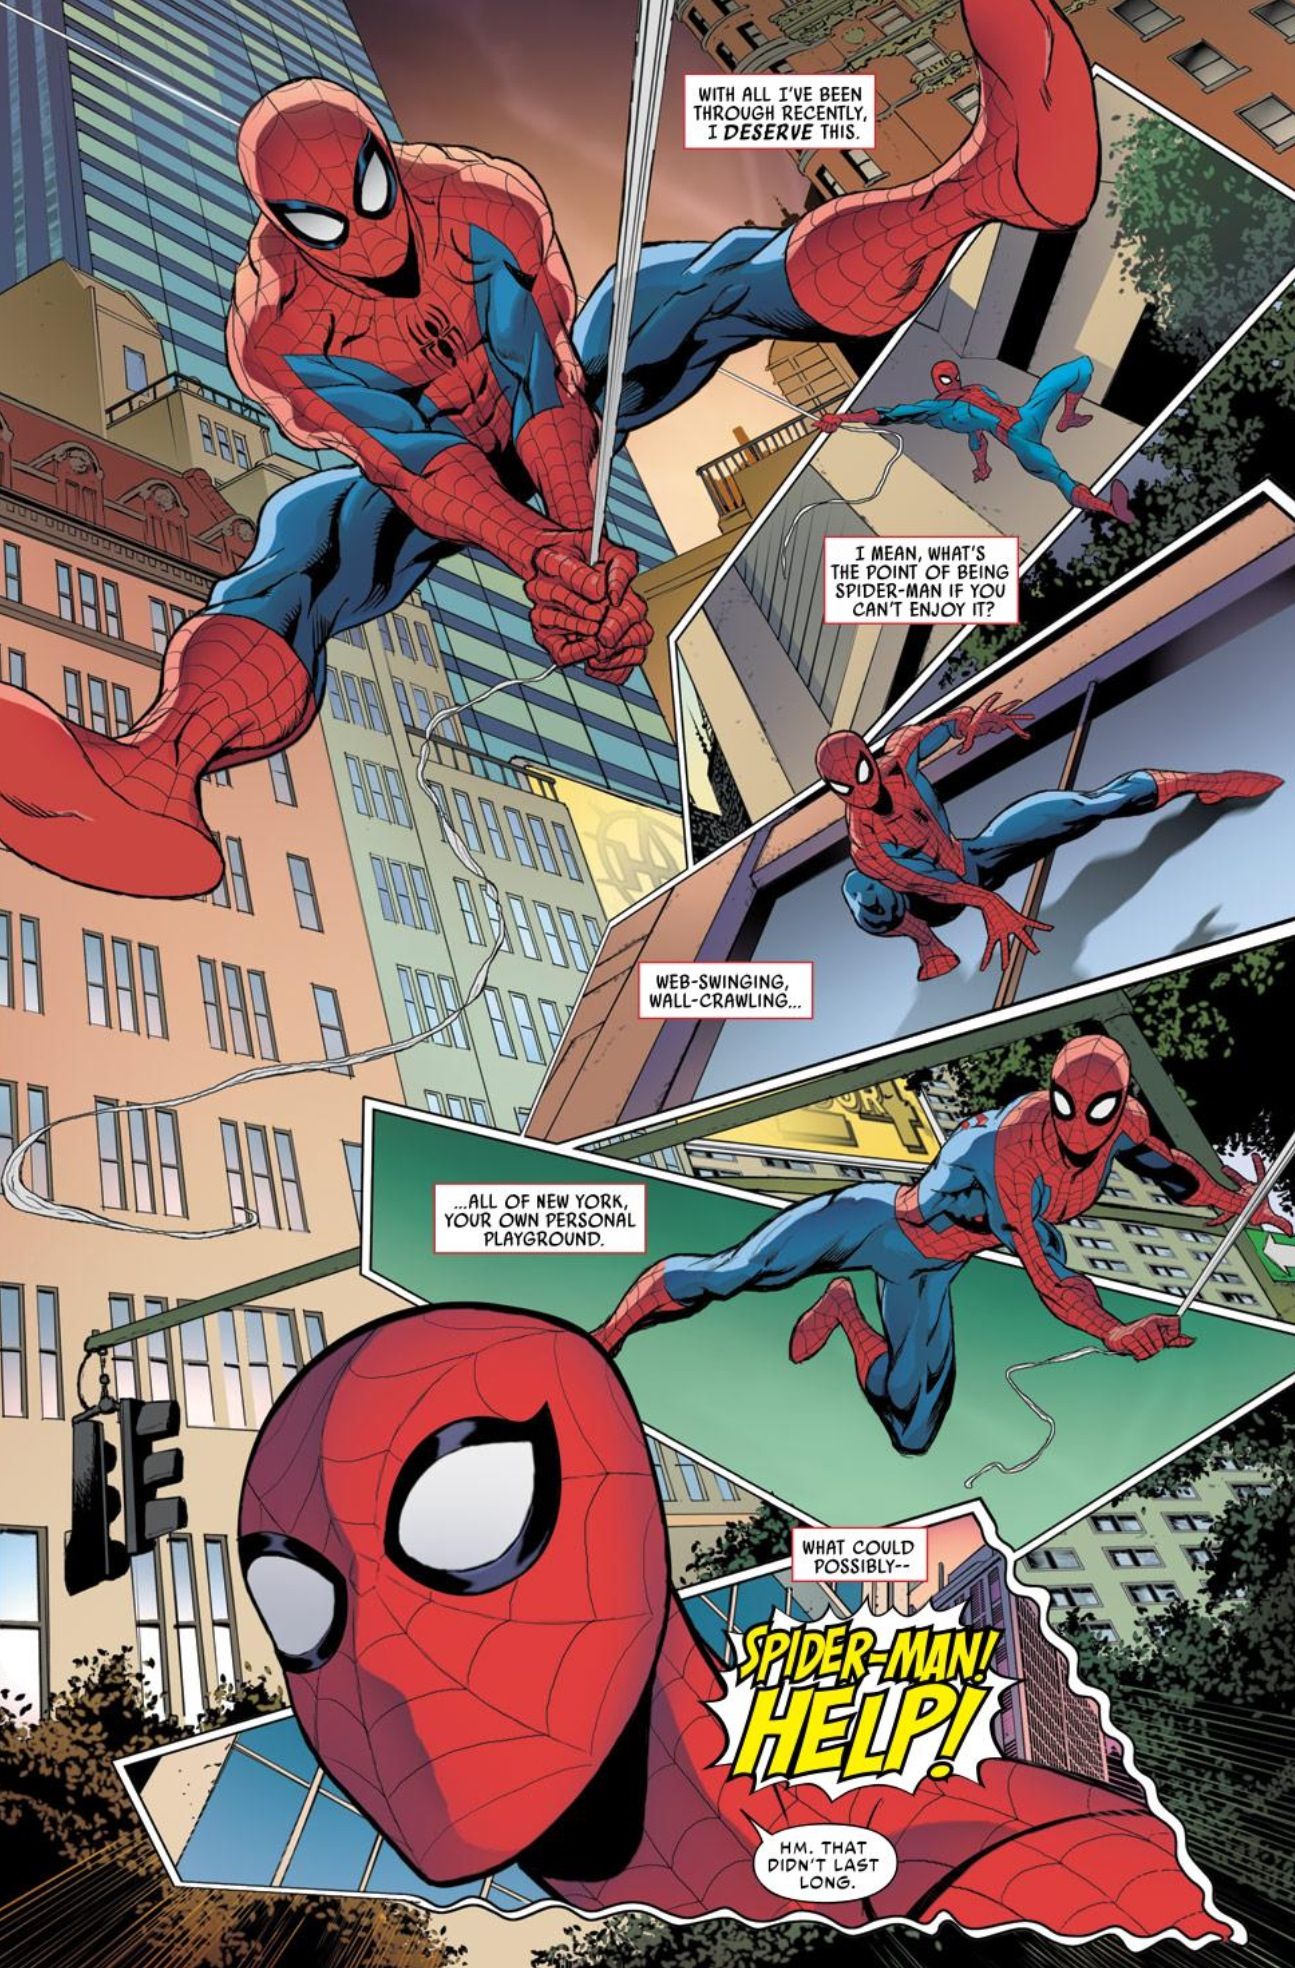 WITH ALL I'VE BEEN
THROUGH RECENTLY,
I DESERVE THIS.
I MEAN, WHAT'S
THE POINT OF BEING
SPIDER-MAN IF YOU
CAN'T ENJOY IT?
WEB-SWINGING,
WALL-CRAWLING...
...ALL OF NEW YORK,
YOUR OWN PERSONAL
PLAYGROUND.
WHAT COULD
POSSIBLY--
SPIDER-MAN!
HELP!
HM. THAT
DIDN'T LAST
LONG.